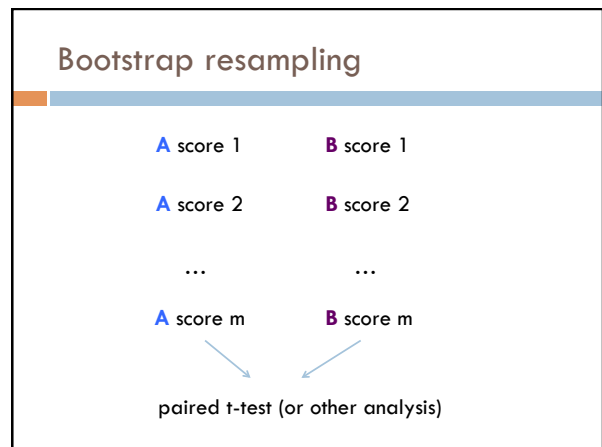 Bootstrap resampling
A score 1 B score 1
A score 2 B score 2
... ...
A score m B score m
paired t-test (or other analysis)